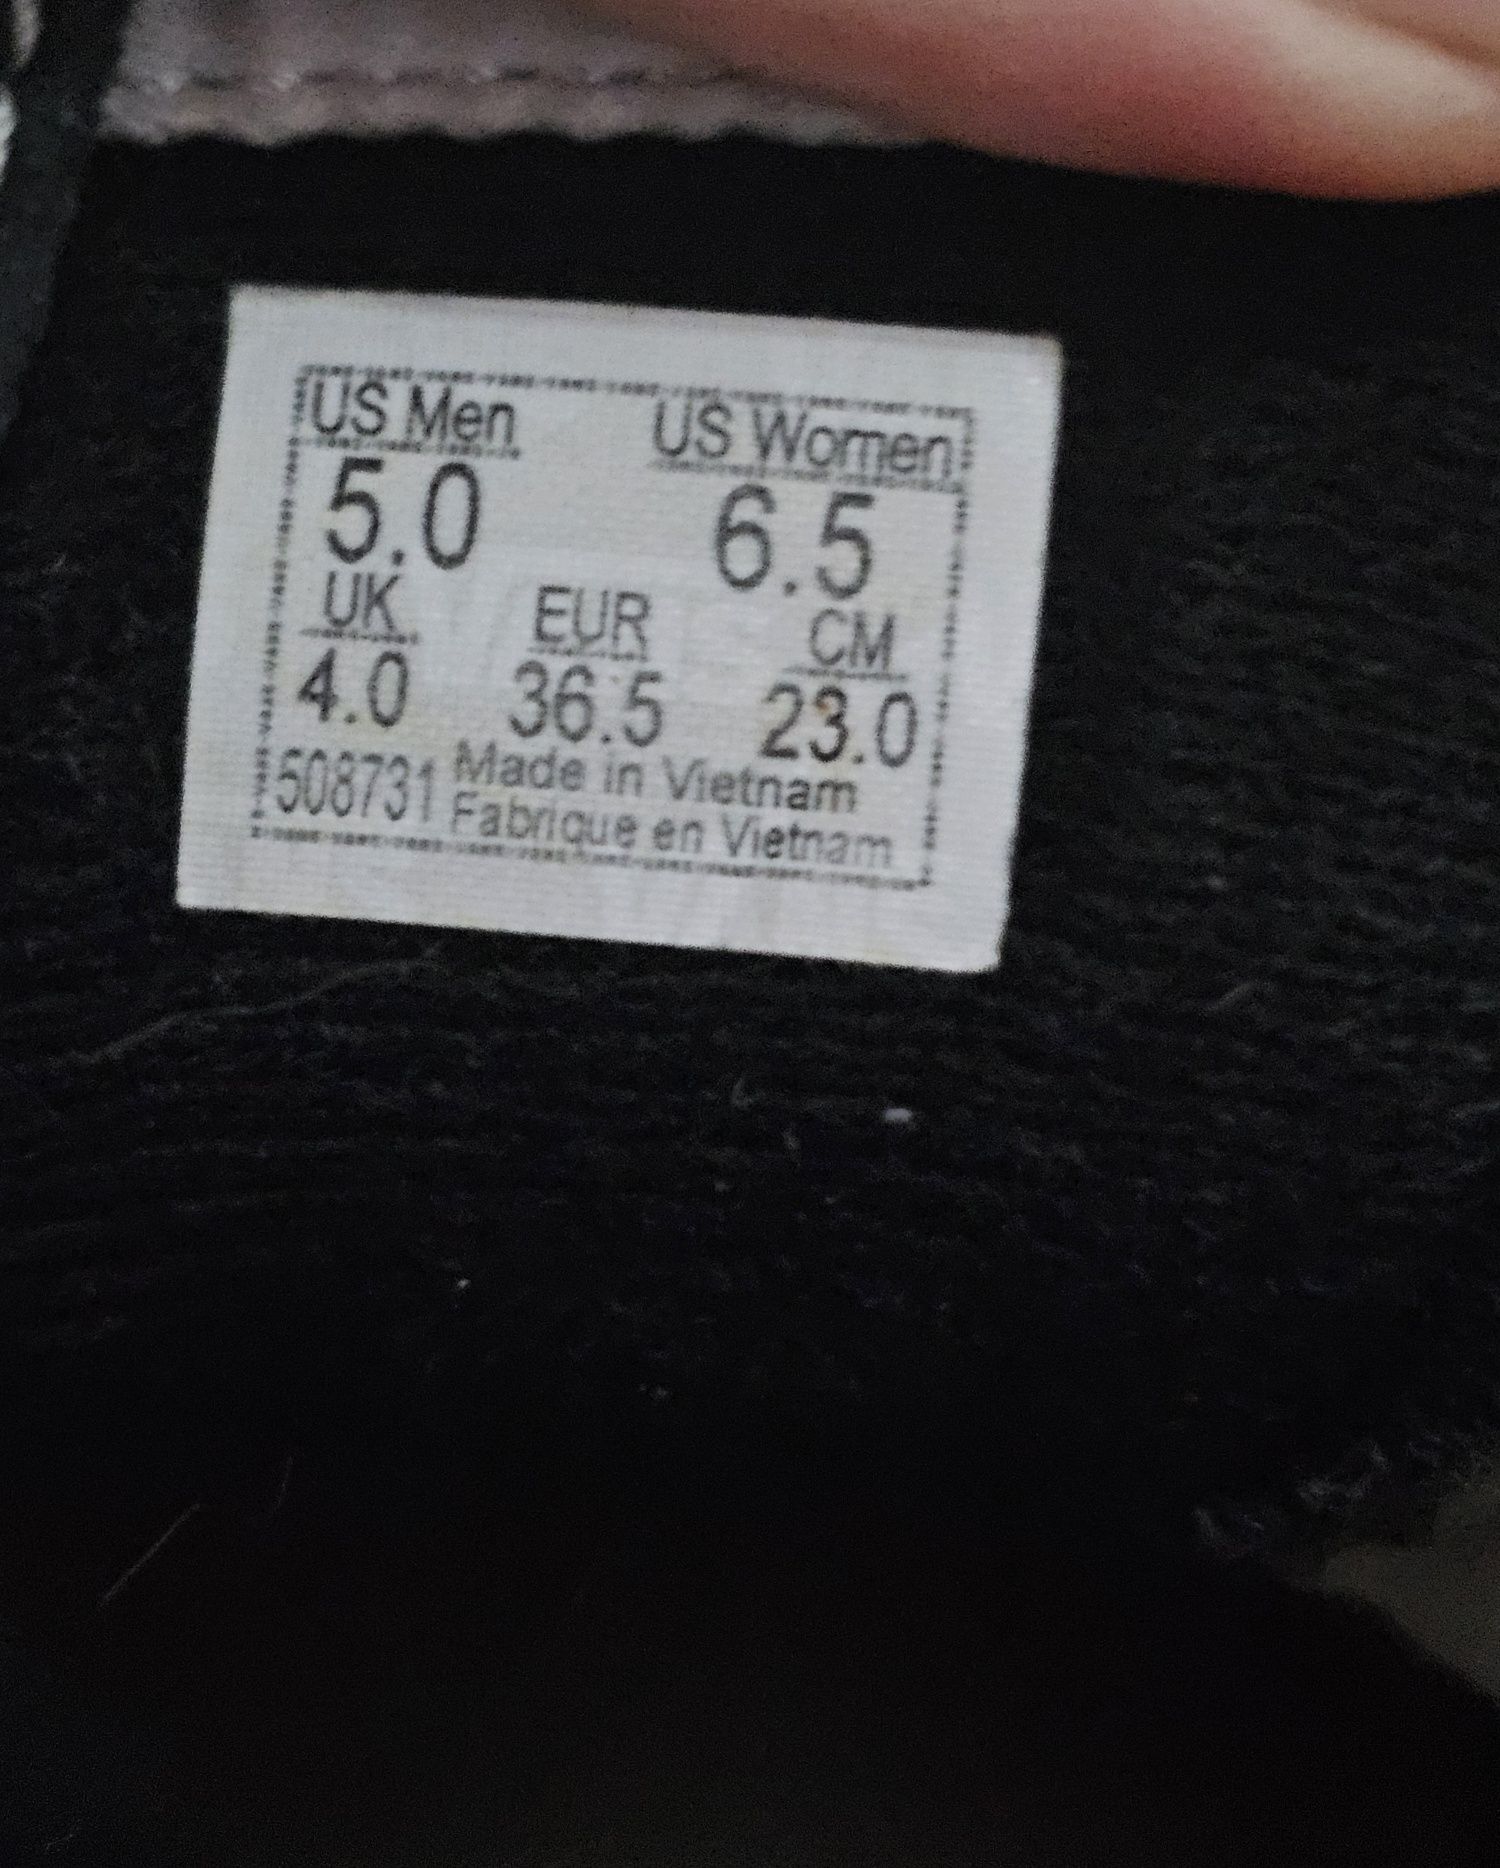 US Men US Women
5.0 6.5
UK EUR CM
4.0 36.5 23.0
508731 Made in Vietnam
Fabrique en Vietnam